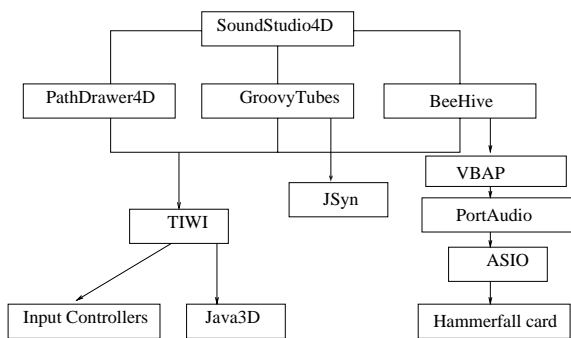 SoundStudio4D
PathDrawer4D
GroovyTubes
BeeHive
VBAP
JSyn
PortAudio
TIWI
ASIO
Input Controllers
Java3D
Hammerfall card